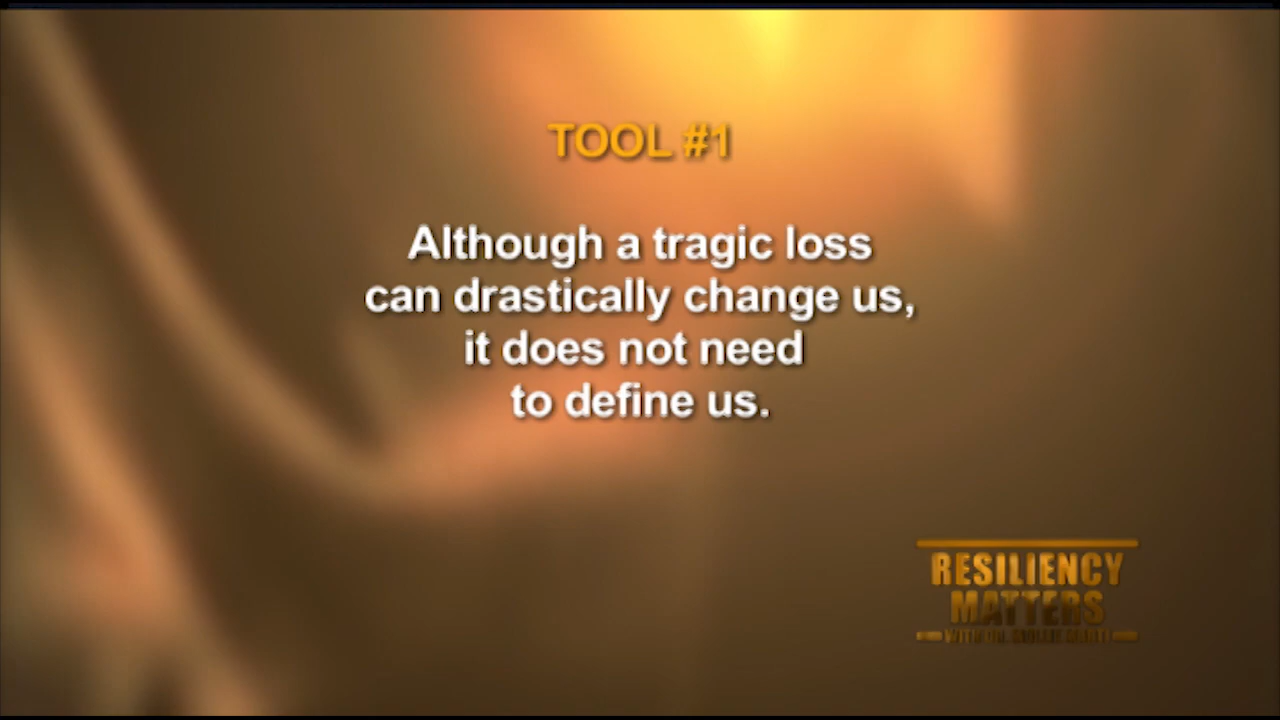 TOOL #1
Although a tragic loss
can drastically change us,
it does not need
to define us.
RESILIENCY
MATTERS